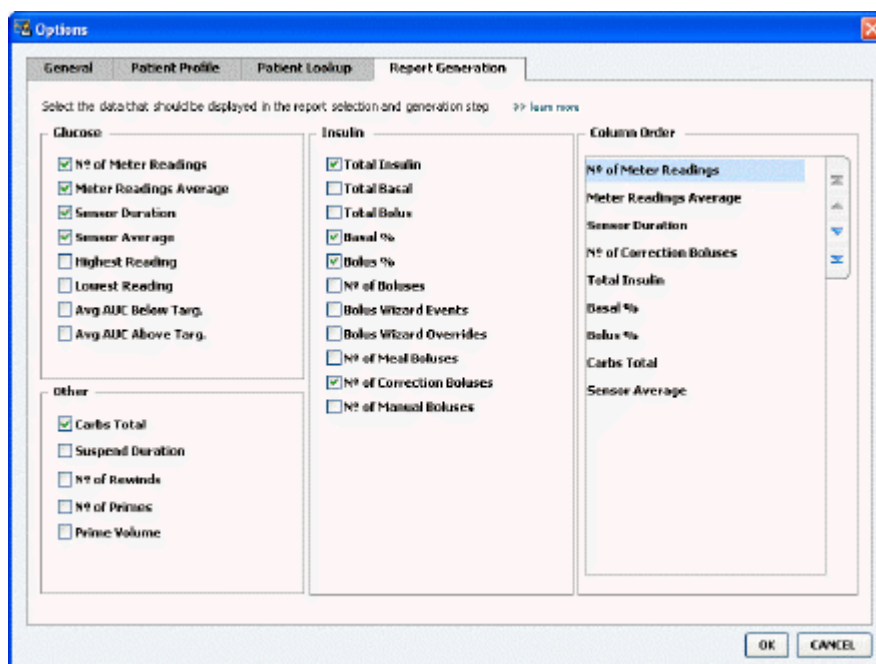 Options
General
Patient Profile
Patient Lookup
Report Generation
Select the data that should be displayed in the report selection and generation step >> learn more
Glucose
Nº of Meter Readings
Meter Readings Average
Sensor Duration
Sensor Average
Highest Reading
Lowest Reading
Avg AUC Below Targ.
Avg AUC Above Targ.
Other
Carbs Total
Suspend Duration
Nº of Rewinds
Nº of Primes
Prime Volume
Insulin
Total Insulin
Total Basal
Total Bolus
Basal %
Bolus %
Nº of Boluses
Bolus Wizard Events
Bolus Wizard Overrides
Nº of Meal Boluses
Nº of Correction Boluses
Nº of Manual Boluses
Column Order
Nº of Meter Readings
Meter Readings Average
Sensor Duration
Nº of Correction Boluses
Total Insulin
Basal %
Bolus %
Carbs Total
Sensor Average
OK
CANCEL